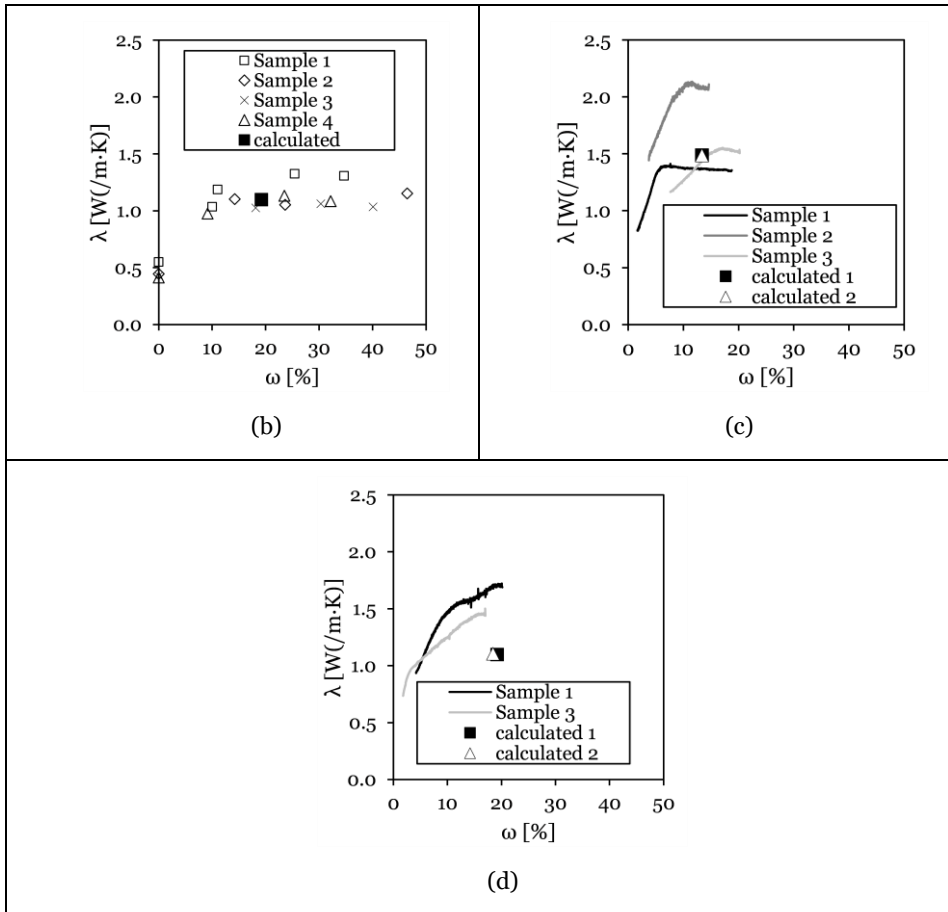 2.5
2.0
1.5
1.0
0.5
0.0
λ [W(/m·K)]
Sample 1
Sample 2
Sample 3
Sample 4
calculated
0 10 20 30 40 50
ω [%]
(b)
2.5
2.0
1.5
1.0
0.5
0.0
λ [W(/m·K)]
Sample 1
Sample 2
Sample 3
calculated 1
calculated 2
0 10 20 30 40 50
ω [%]
(c)
2.5
2.0
1.5
1.0
0.5
0.0
λ [W(/m·K)]
Sample 1
Sample 3
calculated 1
calculated 2
0 10 20 30 40 50
ω [%]
(d)